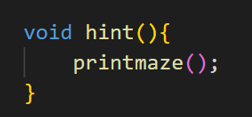 void hint(){
    printmaze();
}